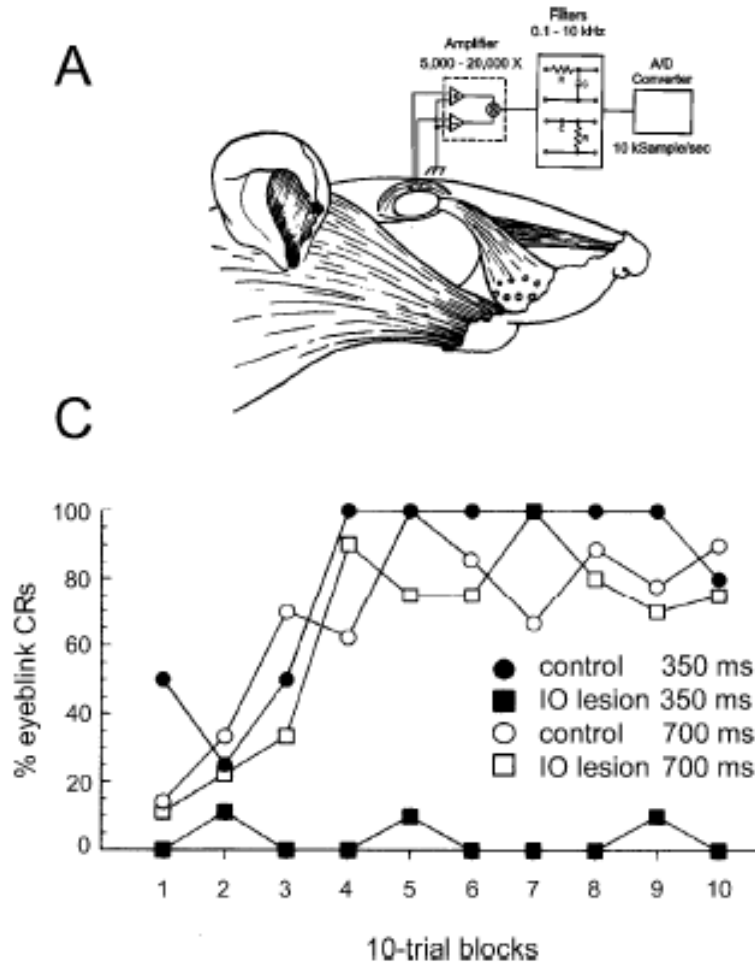 A
Filters
0.1 - 10 kHz
Amplifier
5,000 - 20,000 X
A/D
Converter
10 kSample/sec
C
% eyeblink CRs
100
80
60
40
20
0
control 350 ms
IO lesion 350 ms
control 700 ms
IO lesion 700 ms
1 2 3 4 5 6 7 8 9 10
10-trial blocks